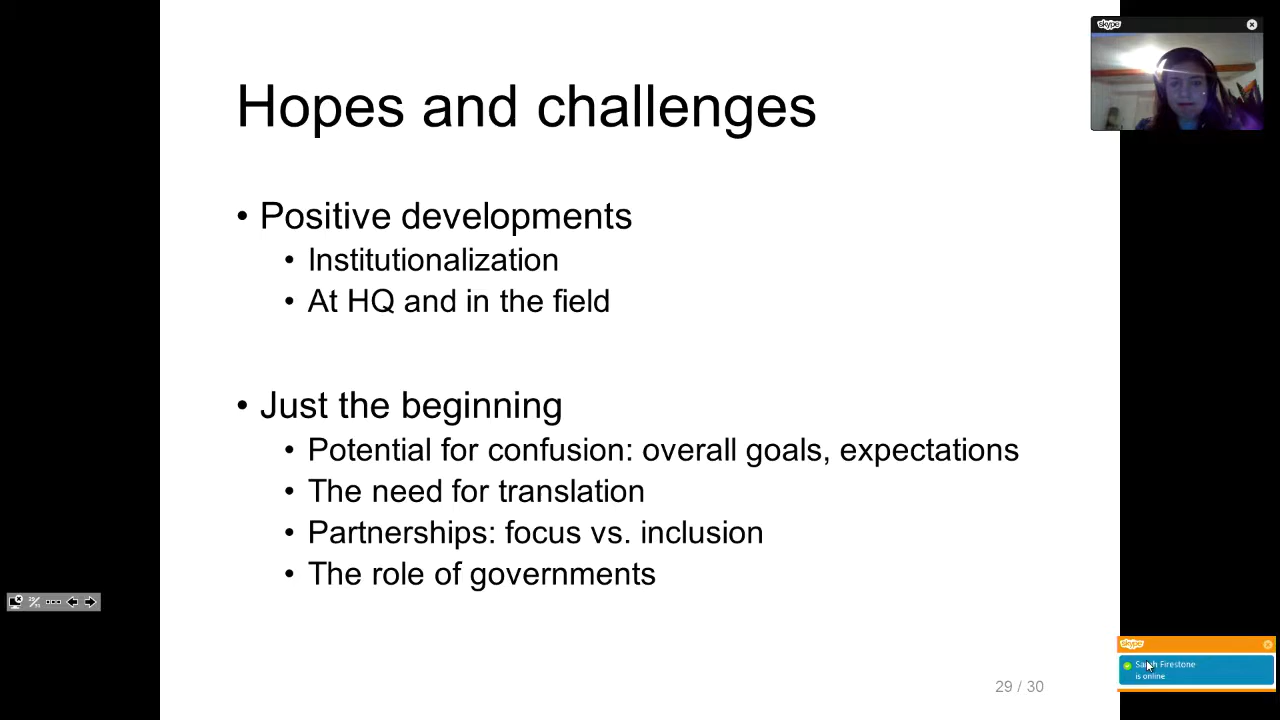 skype
Hopes and challenges
• Positive developments
• Institutionalization
• At HQ and in the field
• Just the beginning
• Potential for confusion: overall goals, expectations
• The need for translation
• Partnerships: focus vs. inclusion
• The role of governments
29 / 30
skype
Sarah Firestone
is online